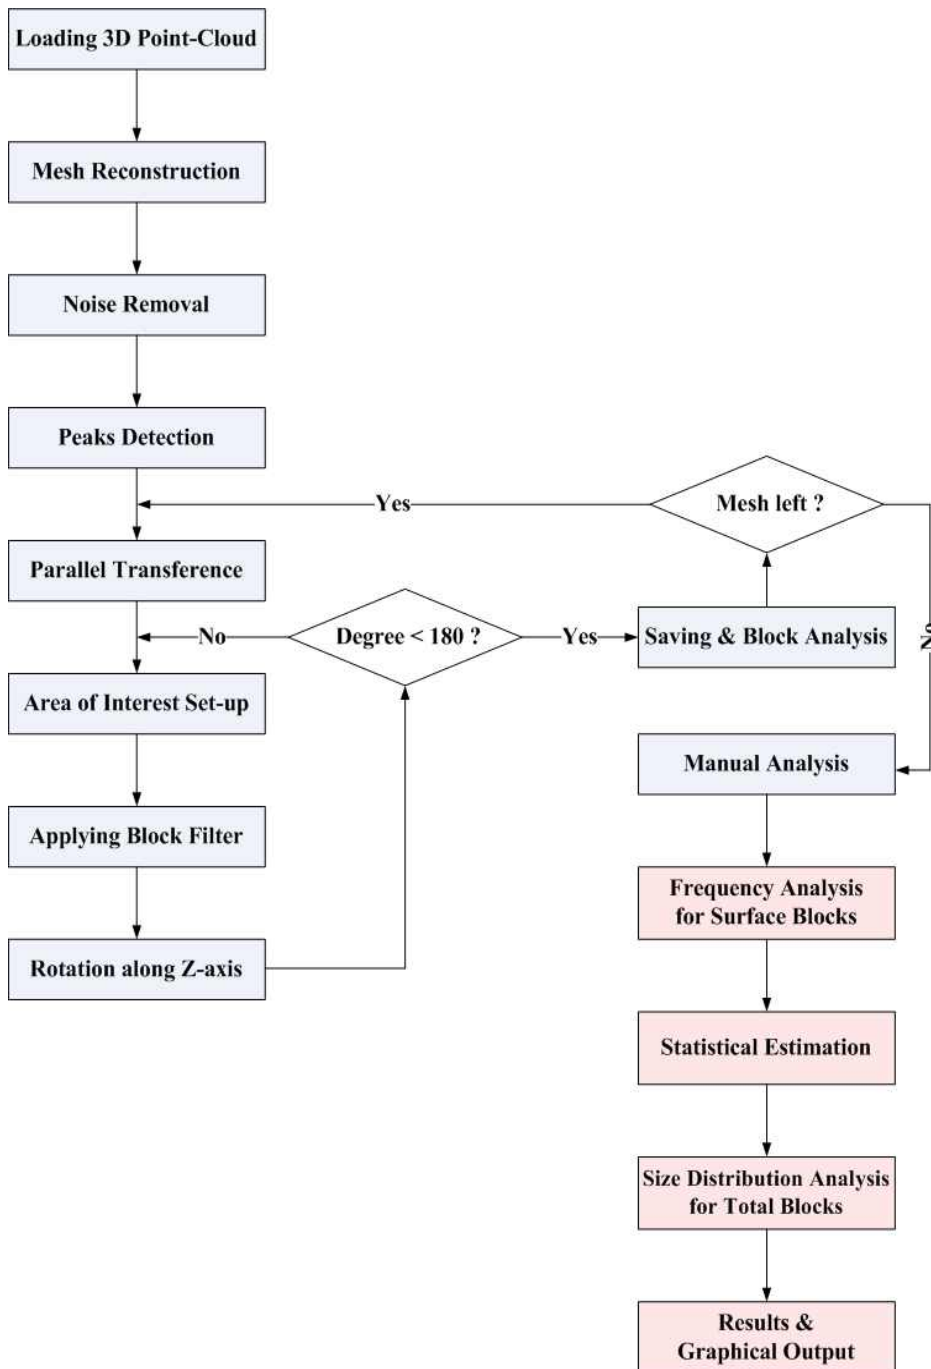 Loading 3D Point-Cloud
Mesh Reconstruction
Noise Removal
Peaks Detection
Mesh left ?
Yes
No
Parallel Transference
Degree < 180 ?
No
Yes
Saving & Block Analysis
Area of Interest Set-up
Manual Analysis
Applying Block Filter
Frequency Analysis
for Surface Blocks
Rotation along Z-axis
Statistical Estimation
Size Distribution Analysis
for Total Blocks
Results &
Graphical Output